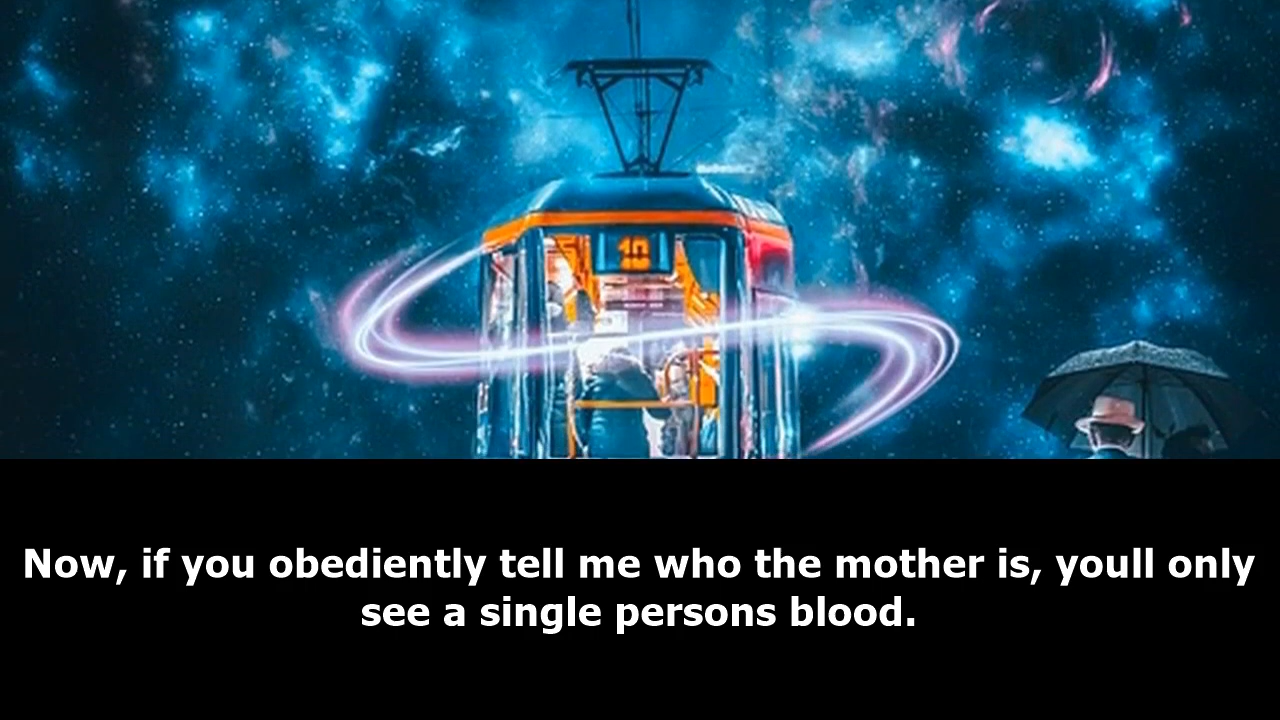 10
Now, if you obediently tell me who the mother is, youll only
see a single persons blood.